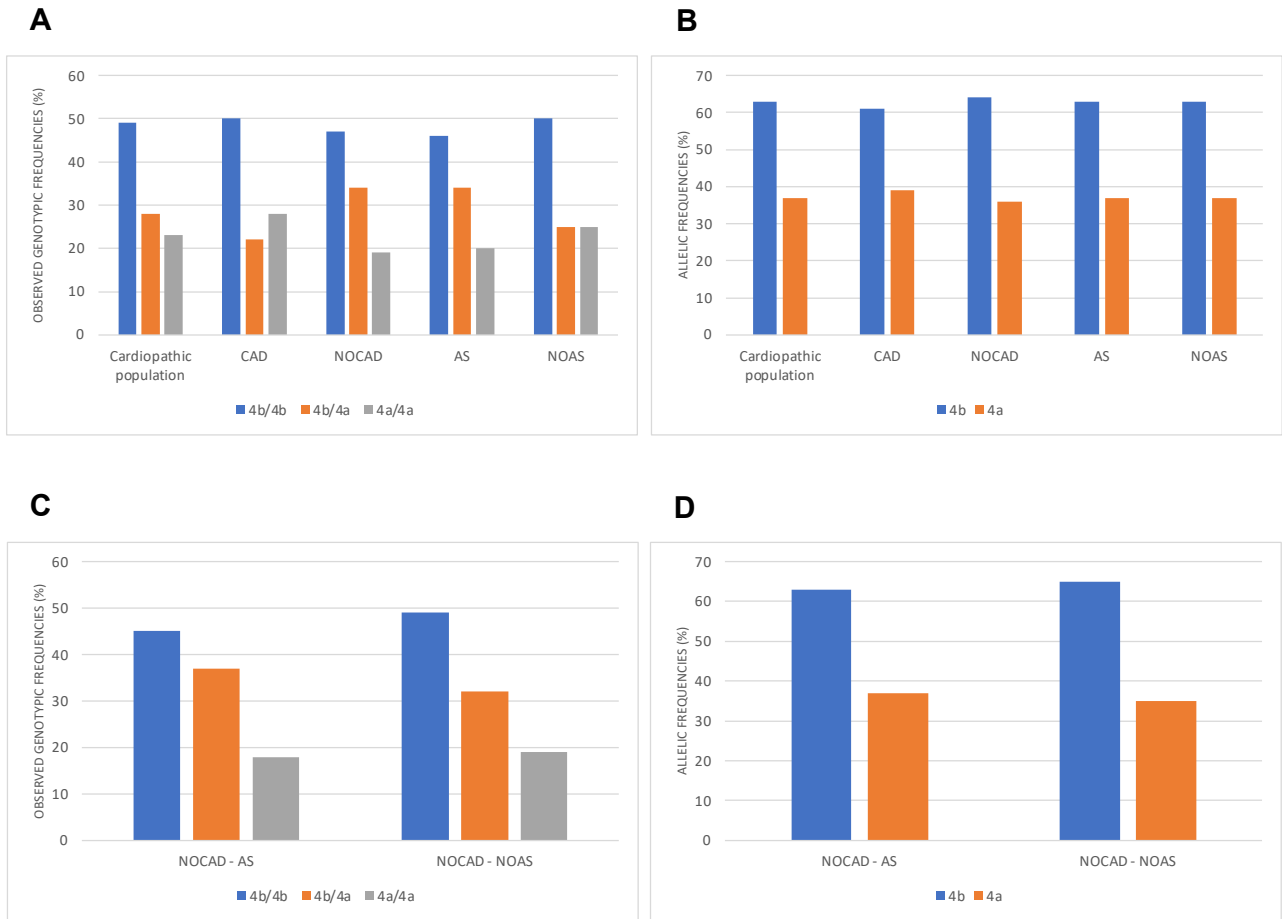 A
OBSERVED GENOTYPIC FREQUENCIES (%)
60
50
40
30
20
10
0
Cardiopathic
population
CAD
NOCAD
AS
NOAS
4b/4b
4b/4a
4a/4a
B
ALLELIC FREQUENCIES (%)
70
60
50
40
30
20
10
0
Cardiopathic
population
CAD
NOCAD
AS
NOAS
4b
4a
C
OBSERVED GENOTYPIC FREQUENCIES (%)
60
50
40
30
20
10
0
NOCAD - AS
NOCAD - NOAS
4b/4b
4b/4a
4a/4a
D
ALLELIC FREQUENCIES (%)
70
60
50
40
30
20
10
0
NOCAD - AS
NOCAD - NOAS
4b
4a